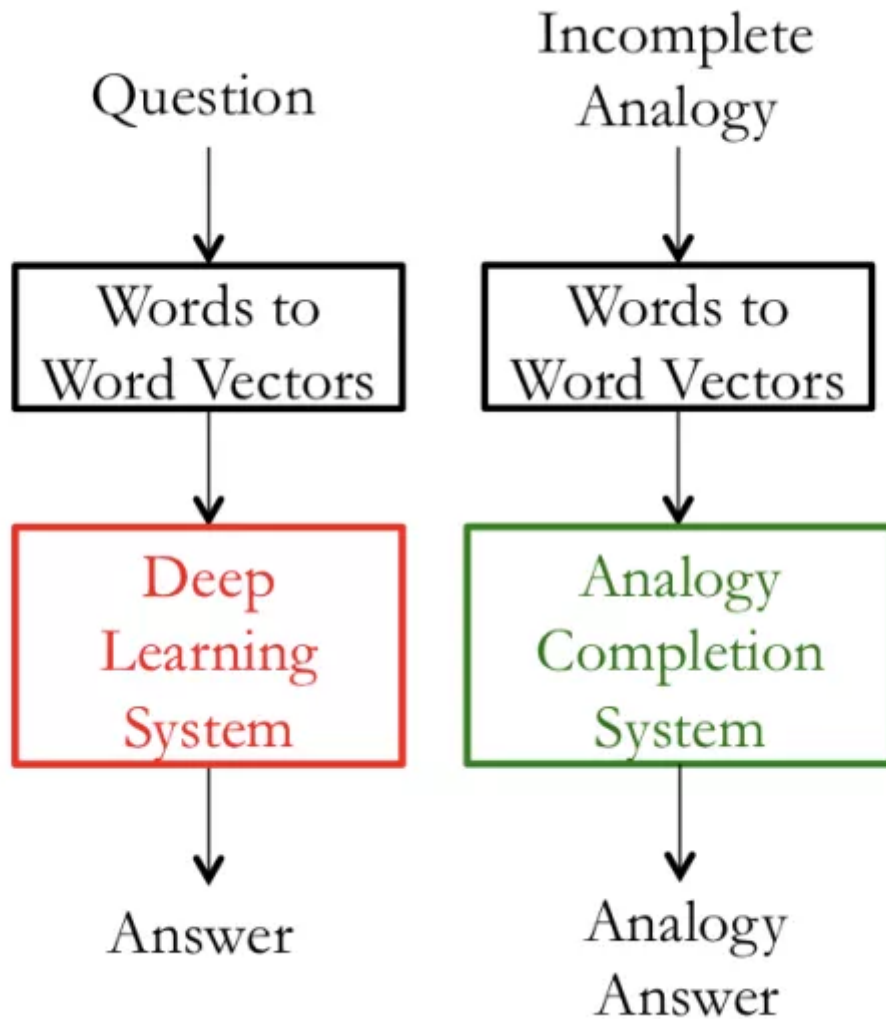 Question
Words to
Word Vectors
Deep
Learning
System
Answer
Incomplete
Analogy
Words to
Word Vectors
Analogy
Completion
System
Analogy
Answer